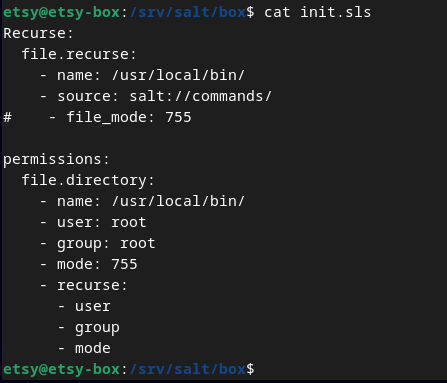 etsy@etsy-box:/srv/salt/box$ cat init.sls
Recurse:
  file.recurse:
    - name: /usr/local/bin/
    - source: salt://commands/
#    - file_mode: 755

permissions:
  file.directory:
    - name: /usr/local/bin/
    - user: root
    - group: root
    - mode: 755
    - recurse:
      - user
      - group
      - mode
etsy@etsy-box:/srv/salt/box$